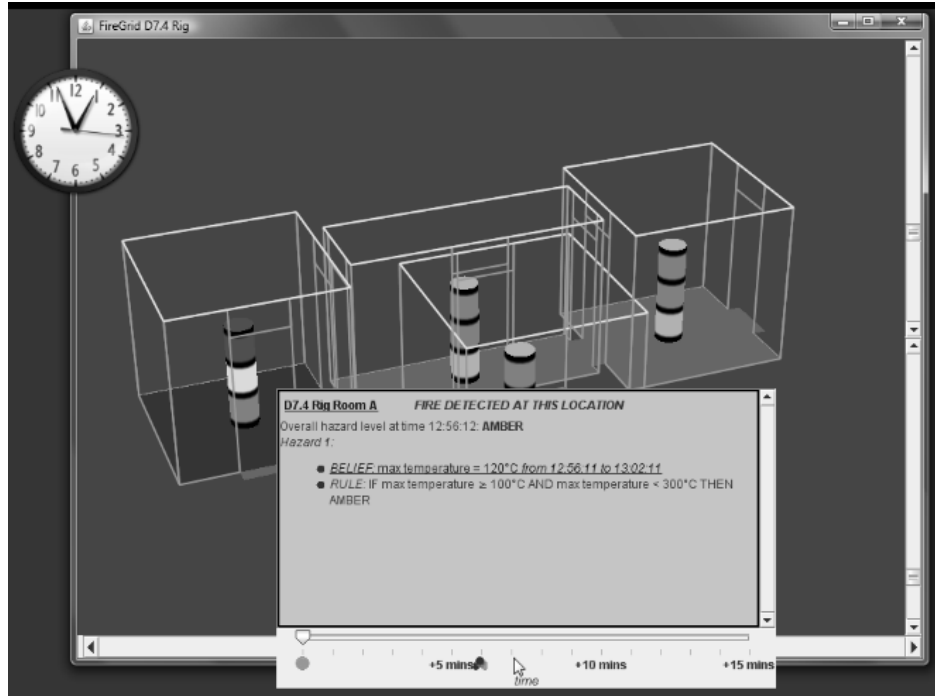 FireGrid D7.4 Rig
12
1
2
3
4
5
6
7
8
9
10
11
D7.4 Rig Room A FIRE DETECTED AT THIS LOCATION
Overall hazard level at time 12:56:12: AMBER
Hazard 1:
BELIEF: max temperature = 120°C from 12:56:11 to 13:02:11
RULE: IF max temperature ≥ 100°C AND max temperature < 300°C THEN
AMBER
+5 mins +10 mins +15 mins
time